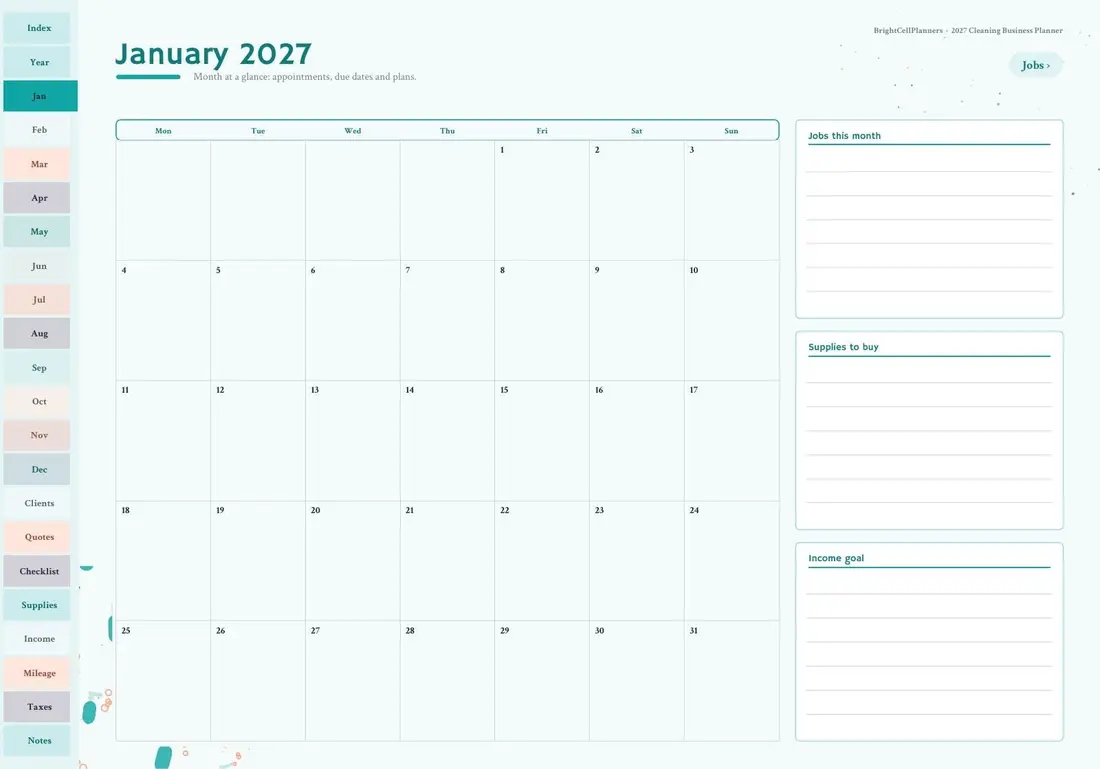 Index
Year
Jan
Feb
Mar
Apr
May
Jun
Jul
Aug
Sep
Oct
Nov
Dec
Clients
Quotes
Checklist
Supplies
Income
Mileage
Taxes
Notes
BrightCellPlanners · 2027 Cleaning Business Planner
January 2027
Month at a glance: appointments, due dates and plans.
Jobs ›
Mon Tue Wed Thu Fri Sat Sun
1 2 3
4 5 6 7 8 9 10
11 12 13 14 15 16 17
18 19 20 21 22 23 24
25 26 27 28 29 30 31
Jobs this month
Supplies to buy
Income goal